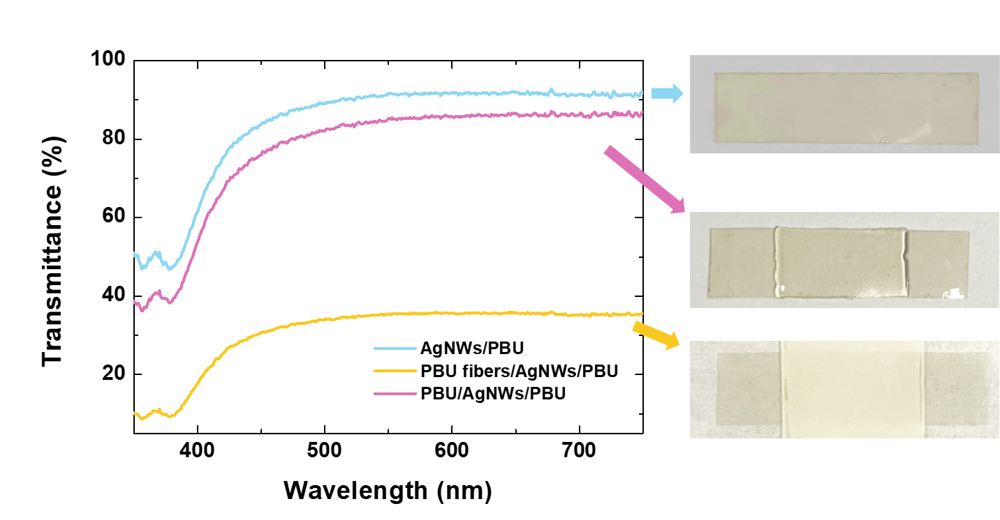 100
80
60
40
20
Transmittance (%)
AgNWs/PBU
PBU fibers/AgNWs/PBU
PBU/AgNWs/PBU
400 500 600 700
Wavelength (nm)